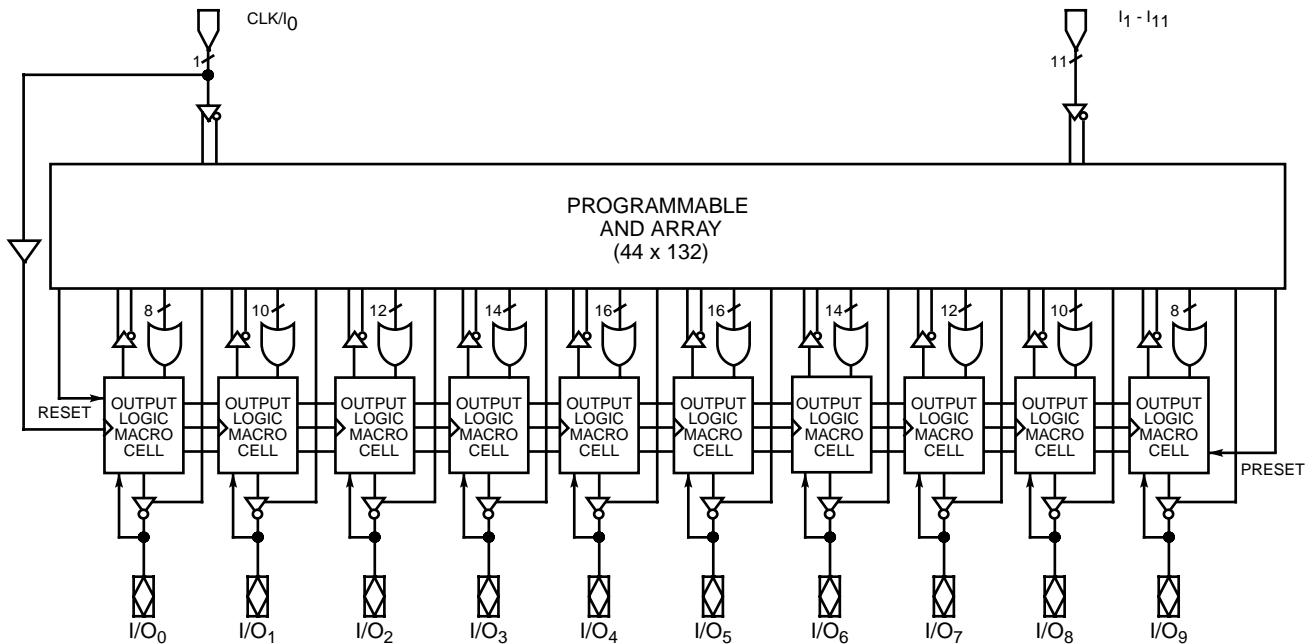 CLK/I0 I1 - I11
1 11
PROGRAMMABLE
AND ARRAY
(44 x 132)
8 10 12 14 16 16 14 12 10 8
OUTPUT OUTPUT OUTPUT OUTPUT OUTPUT OUTPUT OUTPUT OUTPUT OUTPUT OUTPUT
RESET LOGIC LOGIC LOGIC LOGIC LOGIC LOGIC LOGIC LOGIC LOGIC LOGIC
MACRO MACRO MACRO MACRO MACRO MACRO MACRO MACRO MACRO MACRO
CELL CELL CELL CELL CELL CELL CELL CELL CELL CELL
PRESET
I/O0 I/O1 I/O2 I/O3 I/O4 I/O5 I/O6 I/O7 I/O8 I/O9